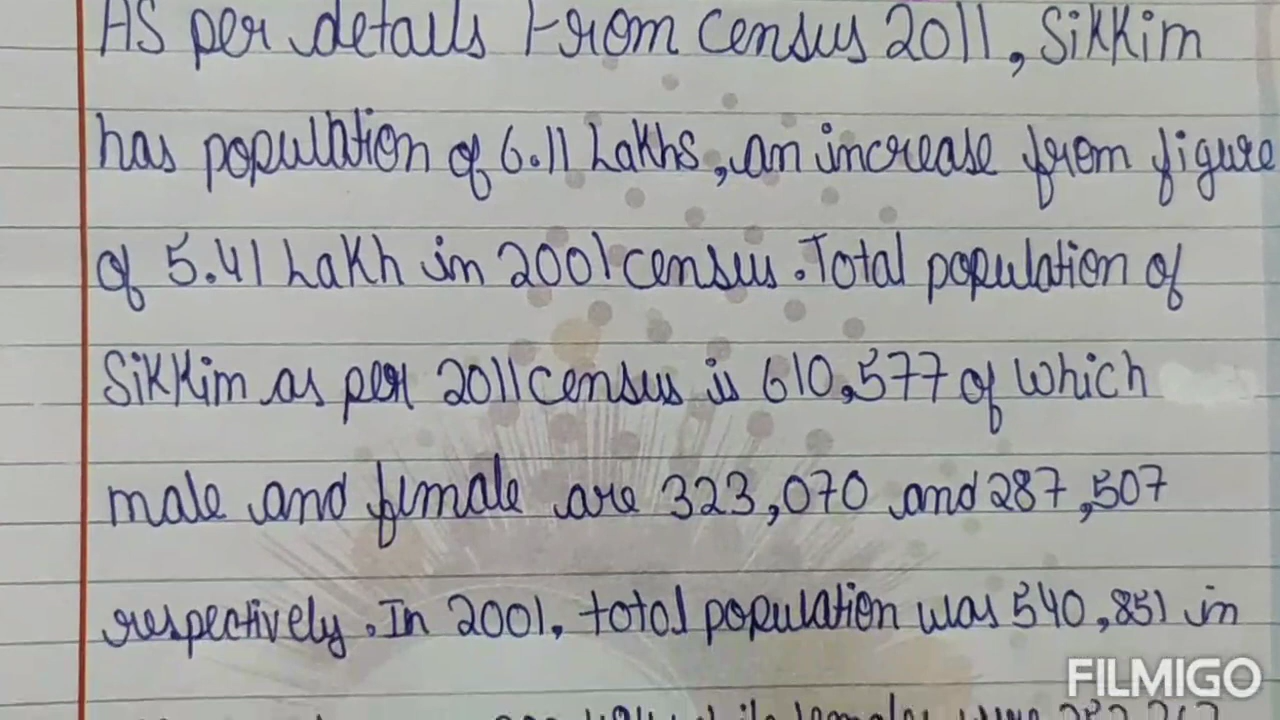 As per details From Census 2011, Sikkim
has population of 6.11 Lakhs, an increase from figure
of 5.41 Lakh in 2001 census. Total population of
Sikkim as per 2011 census is 610,577 of which
male and female are 323,070 and 287,507
respectively. In 2001, total population was 540,851 in
FILMIGO